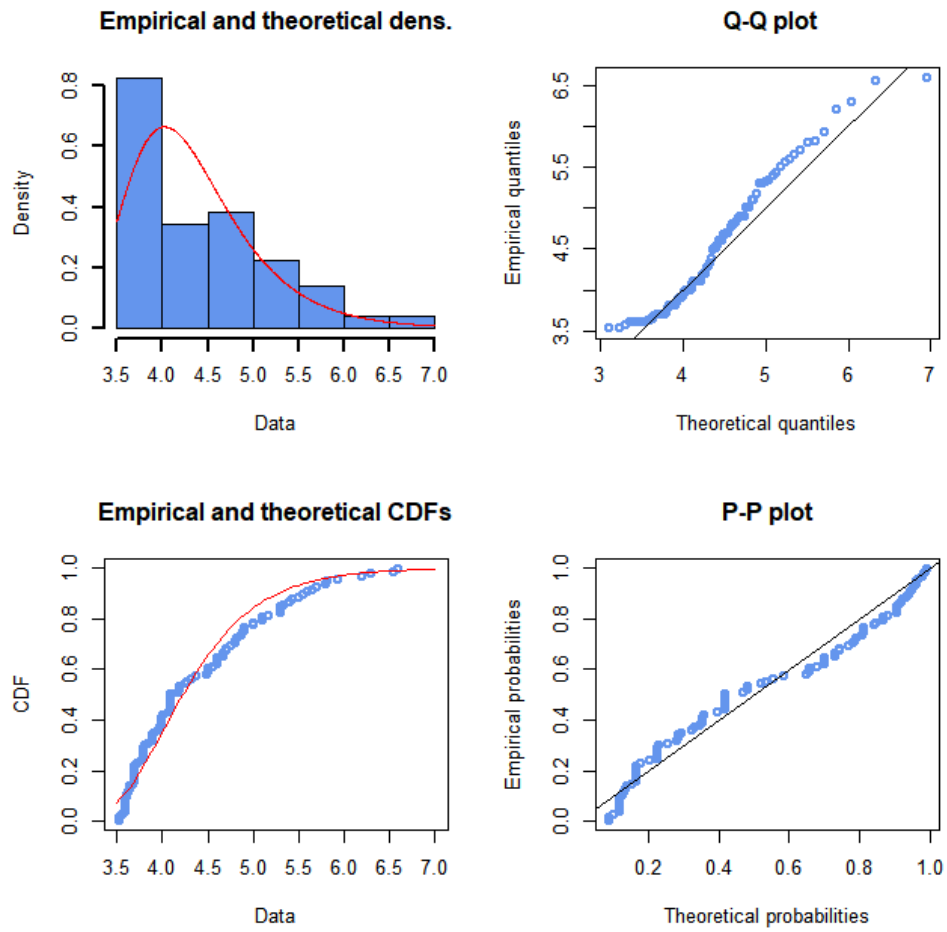 Empirical and theoretical dens.
Density
0.0 0.2 0.4 0.6 0.8
3.5 4.0 4.5 5.0 5.5 6.0 7.0
Data
Q-Q plot
Empirical quantiles
3.5 4.5 5.5 6.5
3 4 5 6 7
Theoretical quantiles
Empirical and theoretical CDFs
CDF
0.0 0.2 0.4 0.6 0.8 1.0
3.5 4.0 4.5 5.0 5.5 6.0 7.0
Data
P-P plot
Empirical probabilities
0.0 0.2 0.4 0.6 0.8 1.0
0.2 0.4 0.6 0.8 1.0
Theoretical probabilities